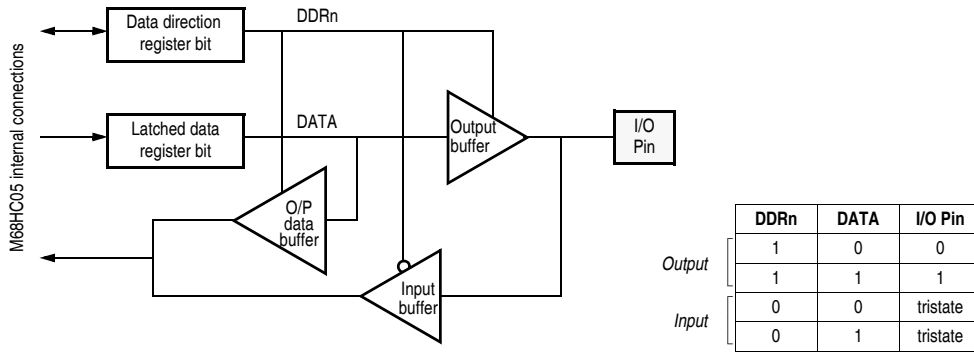 M68HC05 internal connections
Data direction
register bit
DDRn
Latched data
register bit
DATA
Output
buffer
I/O
Pin
O/P
data
buffer
Input
buffer
DDRn DATA I/O Pin
Output
1 0 0
1 1 1
Input
0 0 tristate
0 1 tristate